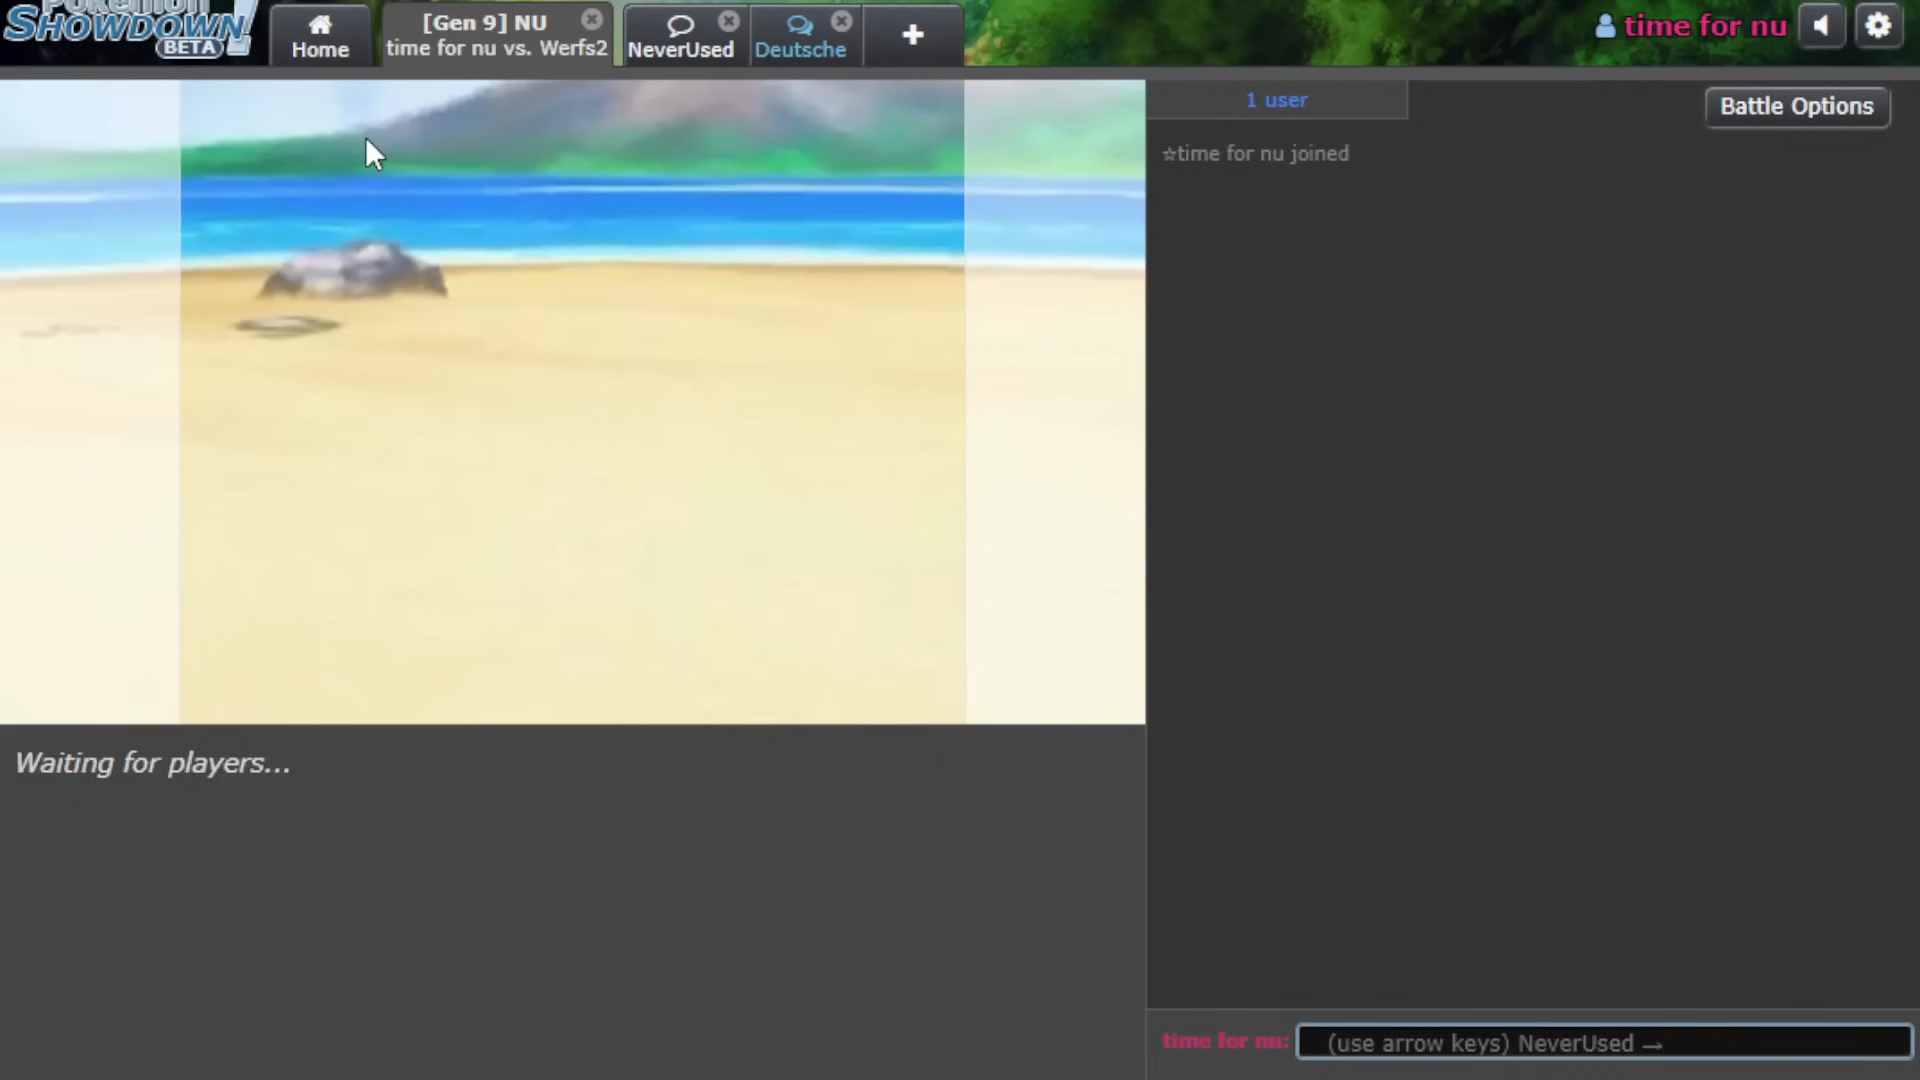 Pokémon
SHOWDOWN!
BETA
Home
[Gen 9] NU
time for nu vs. Werfs2
NeverUsed
Deutsche
time for nu
1 user
Battle Options
☆time for nu joined
Waiting for players...
time for nu:
(use arrow keys) NeverUsed →